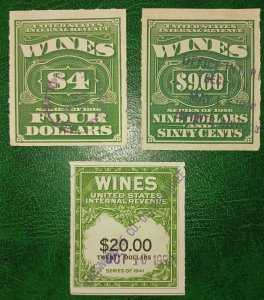 UNITED STATES
INTERNAL REVENUE
WINES
$4
SERIES OF 1916
FOUR
DOLLARS
UNITED STATES
INTERNAL REVENUE
WINES
$9.60
SERIES OF 1916
NINE DOLLARS
AND
SIXTY CENTS
WINES
UNITED STATES
INTERNAL REVENUE
$20.00
TWENTY DOLLARS
OCT 10
SERIES OF 1941